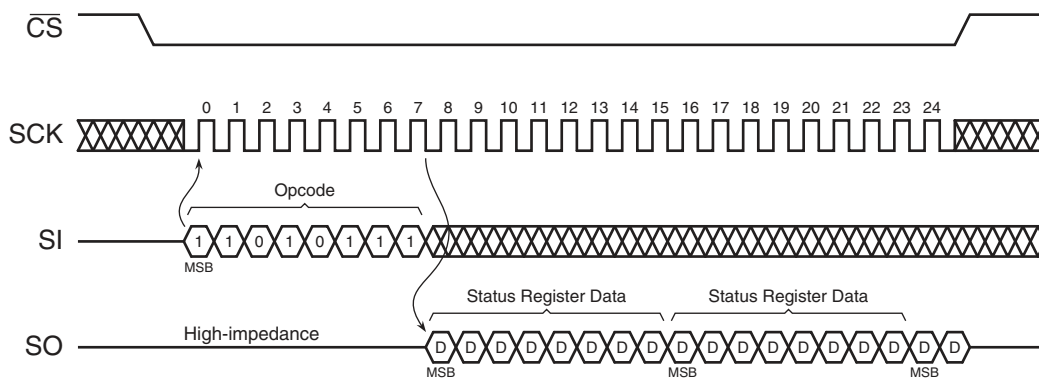 C̅S̅
0 1 2 3 4 5 6 7 8 9 10 11 12 13 14 15 16 17 18 19 20 21 22 23 24
SCK
Opcode
SI 1 1 0 1 0 1 1 1
MSB
Status Register Data Status Register Data
High-impedance
SO D D D D D D D D D D D D D D D D D D
MSB MSB MSB